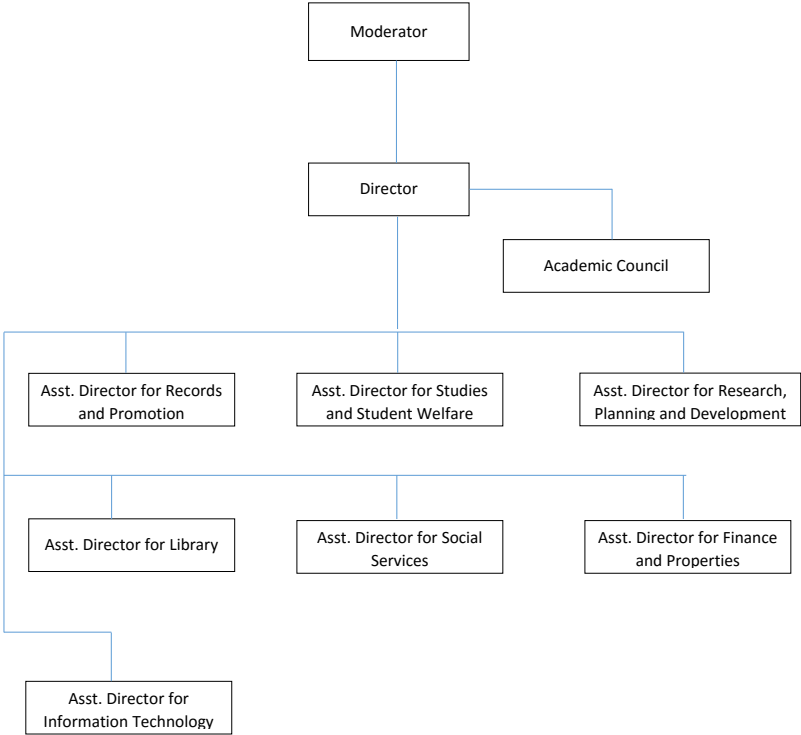 Moderator
Director
Academic Council
Asst. Director for Records
and Promotion
Asst. Director for Studies
and Student Welfare
Asst. Director for Research,
Planning and Development
Asst. Director for Library
Asst. Director for Social
Services
Asst. Director for Finance
and Properties
Asst. Director for
Information Technology